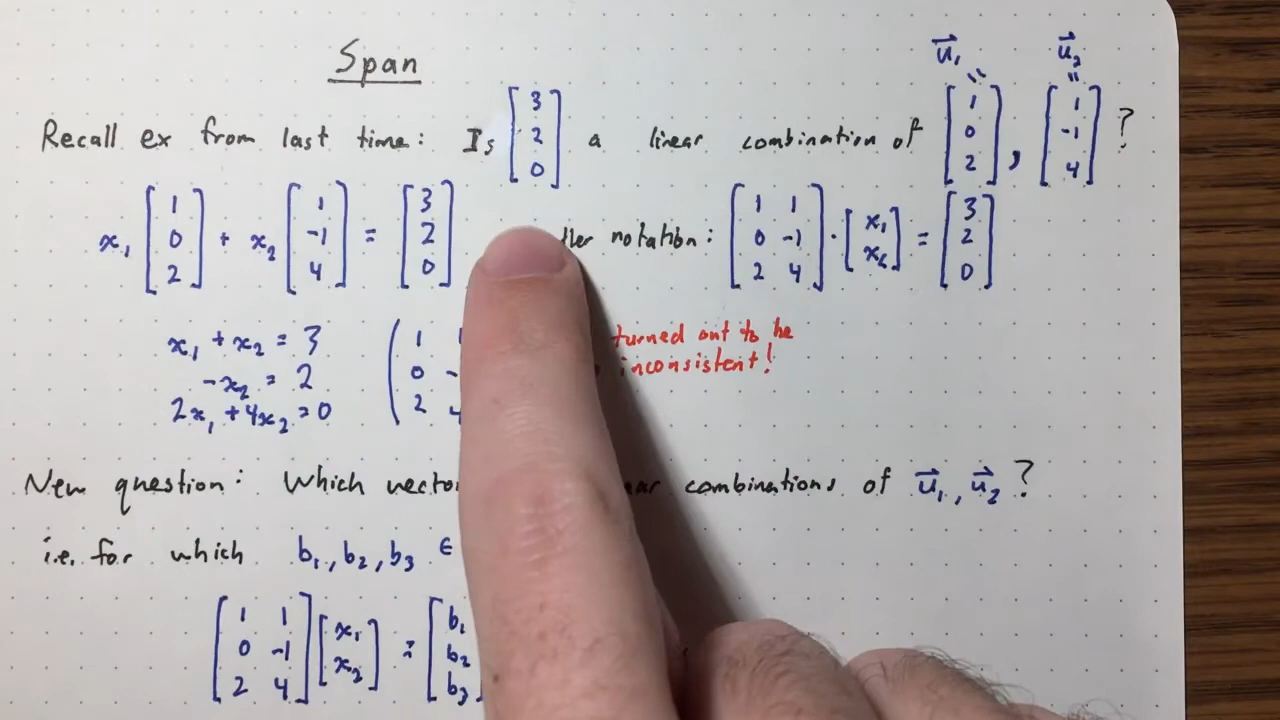 Span
Recall ex from last time: Is [3 2 0] a linear combination of u⃗₁ = [1 0 2], u⃗₂ = [1 -1 4]?
x₁ [1 0 2] + x₂ [1 -1 4] = [3 2 0] notation: [1 1; 0 -1; 2 4] · [x₁ x₂] = [3 2 0]
x₁ + x₂ = 3
-x₂ = 2
2x₁ + 4x₂ = 0
( 1
0 -
2
turned out to be
inconsistent!
New question: Which combinations of u⃗₁, u⃗₂?
i.e. for which b₁, b₂, b₃ ∈
[1 1; 0 -1; 2 4] [x₁ x₂] = [b₁ b₂ b₃]